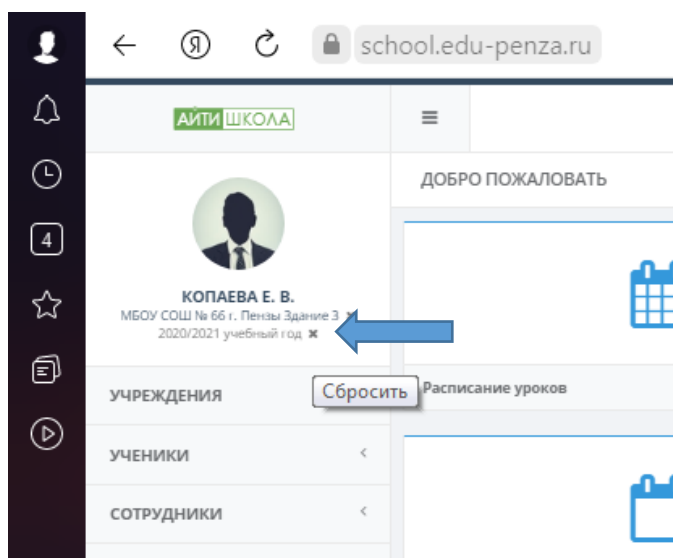 school.edu-penza.ru
АЙТИ ШКОЛА
ДОБРО ПОЖАЛОВАТЬ
КОПАЕВА Е. В.
МБОУ СОШ № 66 г. Пензы Здание 3
2020/2021 учебный год
4
Сбросить
Расписание уроков
УЧРЕЖДЕНИЯ
УЧЕНИКИ
СОТРУДНИКИ